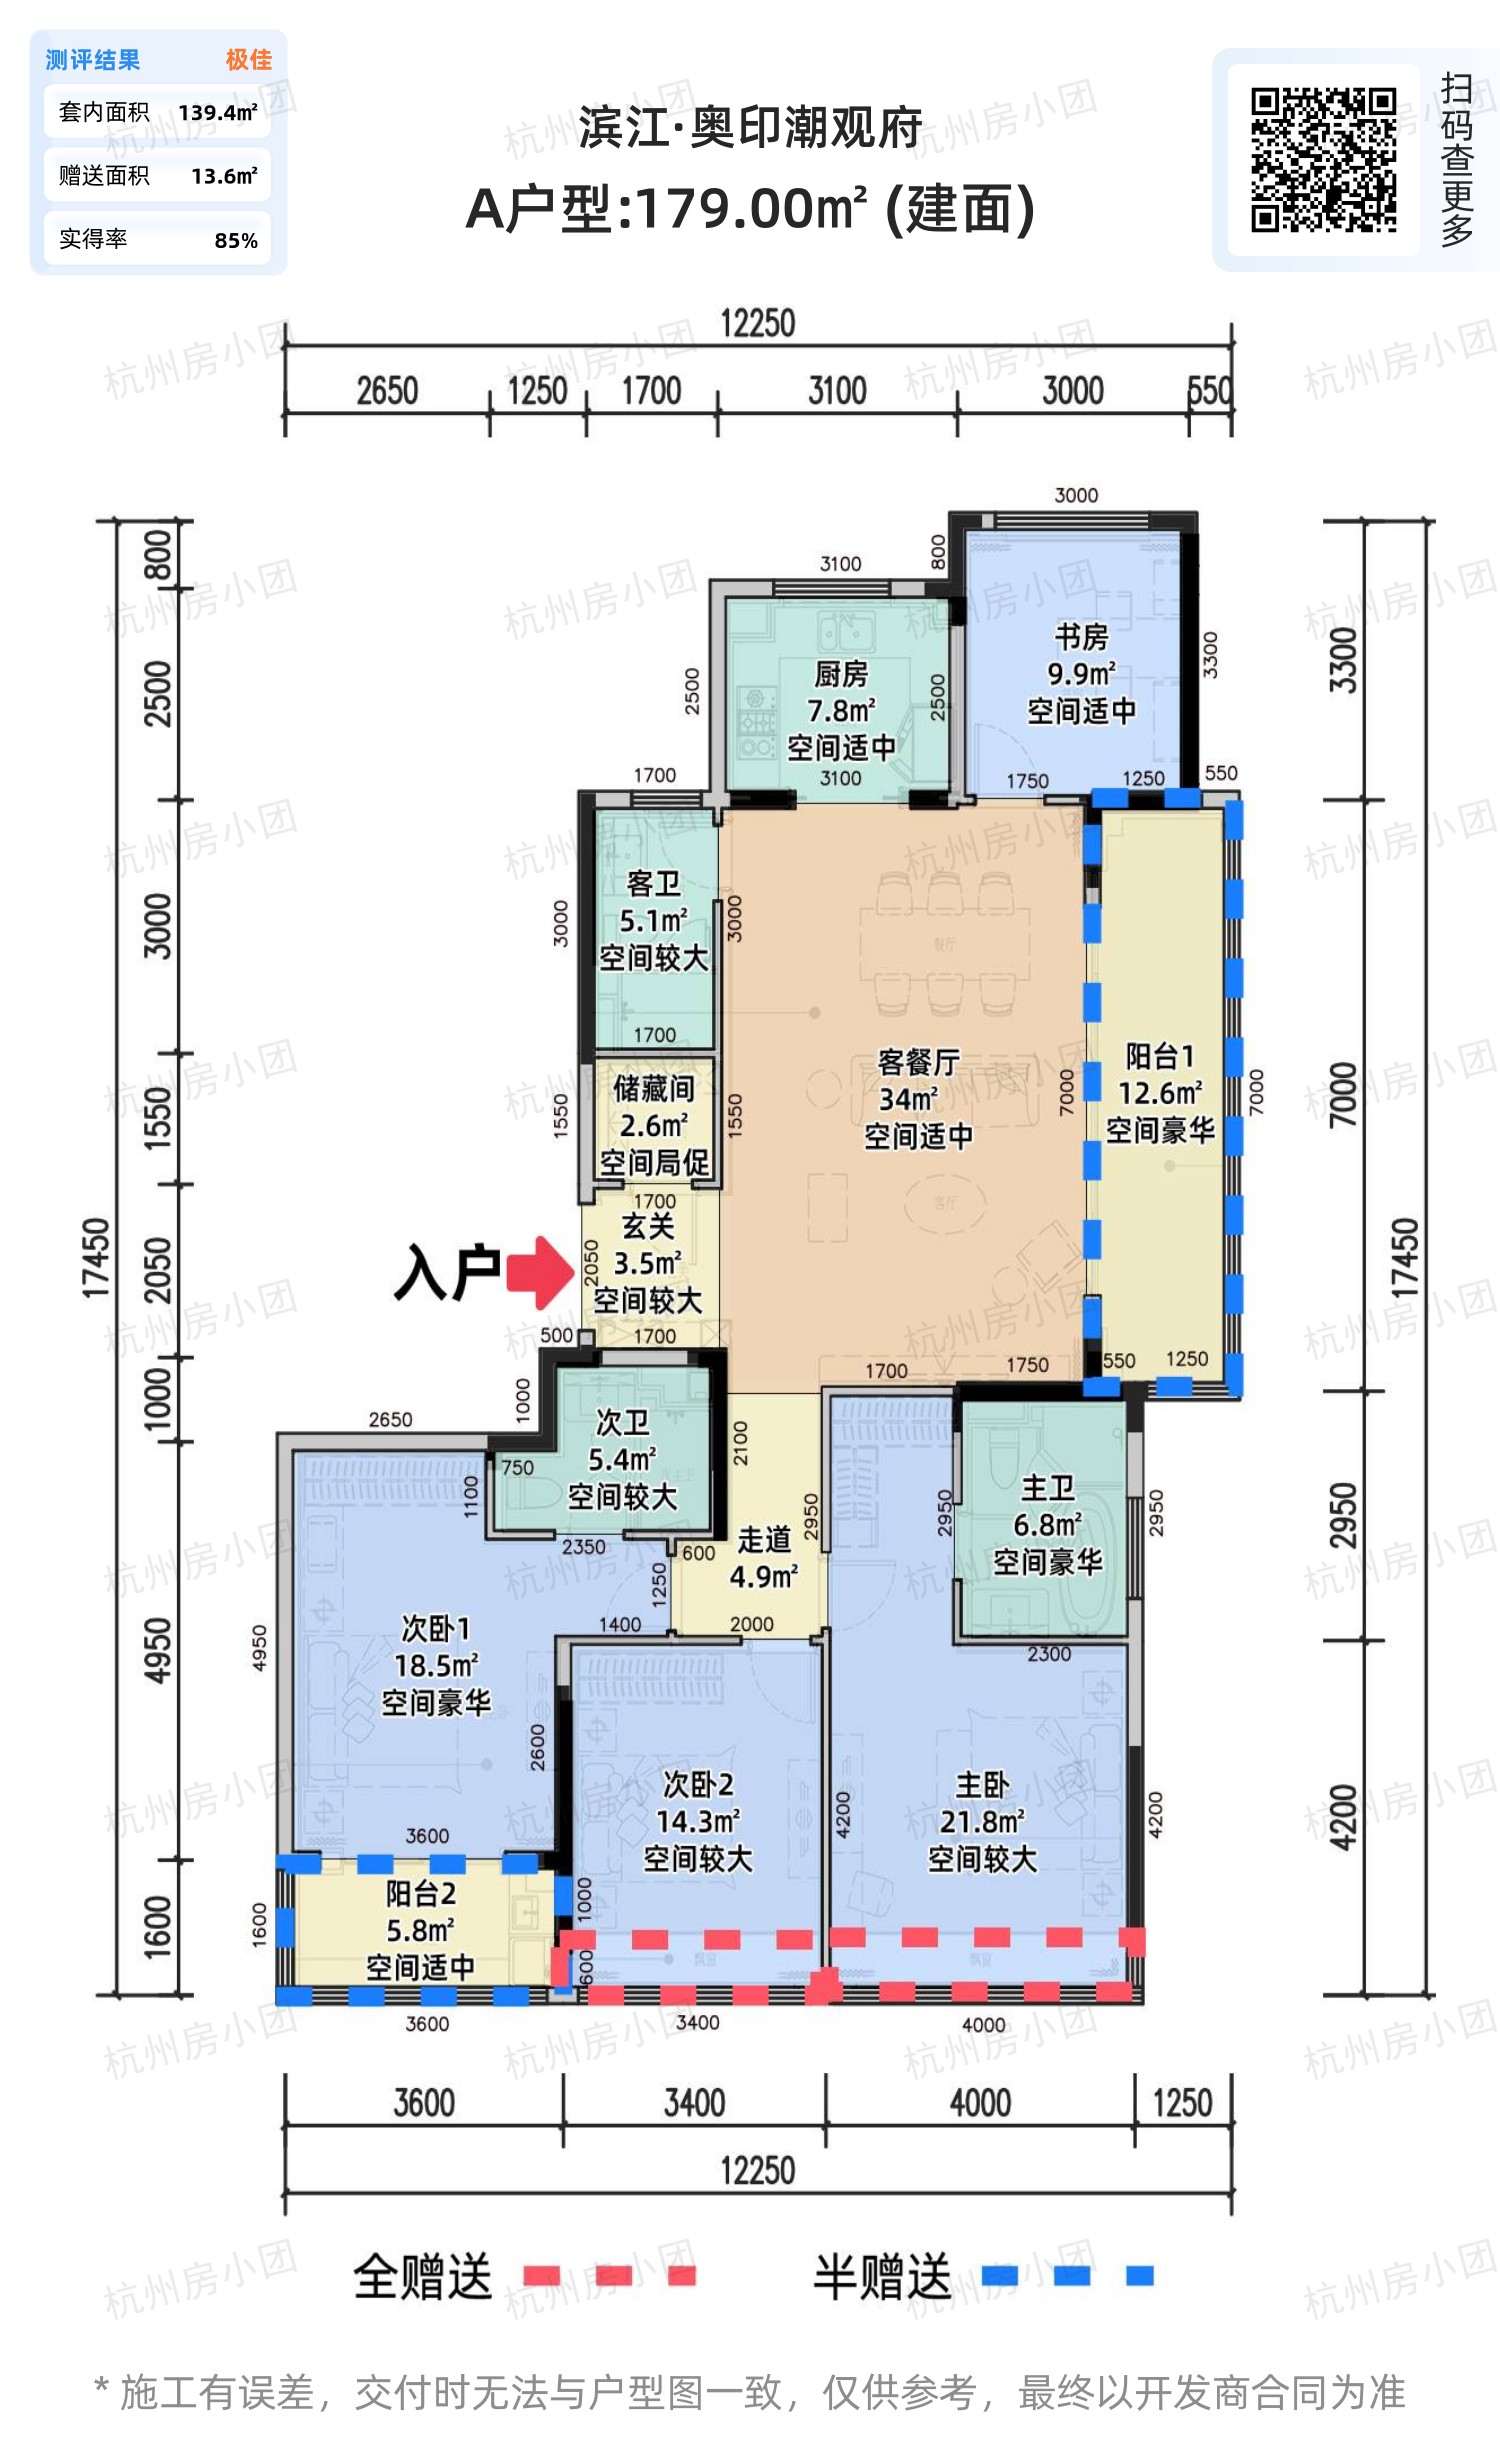 测评结果 极佳
套内面积 139.4㎡
赠送面积 13.6㎡
实得率 85%
滨江·奥印潮观府
A户型:179.00㎡ (建面)
扫码查更多
12250
2650 1250 1700 3100 3000 550
17450
800
2500
3000
1550
2050
1000
4950
1600
3300
7000
2950
4200
17450
3000
800
3100
书房
9.9㎡
空间适中
3300
2500
厨房
7.8㎡
空间适中
2500
3100
1750
1250
550
1700
客卫
5.1㎡
空间较大
3000
3000
1700
餐厅
储藏间
2.6㎡
空间局促
1550
1550
1700
客餐厅
34㎡
空间适中
7000
阳台1
12.6㎡
空间豪华
7000
客厅
入户
2050
玄关
3.5㎡
空间较大
500
1700
1700
1750
550
1250
2650
1000
次卫
5.4㎡
空间较大
750
1100
2350
600
2100
2950
走道
4.9㎡
2000
1250
1400
2950
主卫
6.8㎡
空间豪华
2950
2300
4950
次卧1
18.5㎡
空间豪华
2600
3600
次卧2
14.3㎡
空间较大
4200
主卧
21.8㎡
空间较大
4200
1600
阳台2
5.8㎡
空间适中
1000
600
飘窗
飘窗
3600
3400
4000
3600 3400 4000 1250
12250
全赠送
半赠送
* 施工有误差，交付时无法与户型图一致，仅供参考，最终以开发商合同为准
杭州房小团